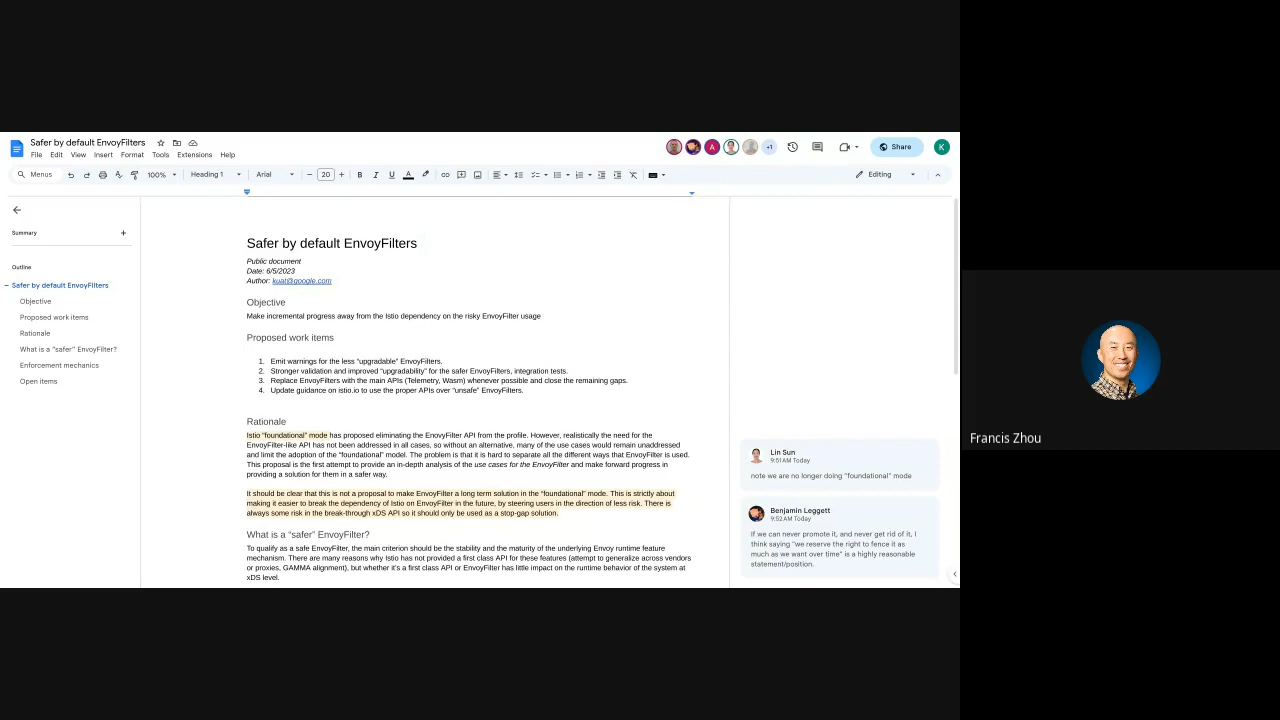 Safer by default EnvoyFilters
File Edit View Insert Format Tools Extensions Help
A
+1
Share
K
Menus
100%
Heading 1
Arial
20
B I U A
Editing
Summary
Outline
Safer by default EnvoyFilters
Objective
Proposed work items
Rationale
What is a “safer” EnvoyFilter?
Enforcement mechanics
Open items
Safer by default EnvoyFilters
Public document
Date: 6/5/2023
Author: kuat@google.com
Objective
Make incremental progress away from the Istio dependency on the risky EnvoyFilter usage
Proposed work items
1. Emit warnings for the less “upgradable” EnvoyFilters.
2. Stronger validation and improved “upgradability” for the safer EnvoyFilters, integration tests.
3. Replace EnvoyFilters with the main APIs (Telemetry, Wasm) whenever possible and close the remaining gaps.
4. Update guidance on istio.io to use the proper APIs over “unsafe” EnvoyFilters.
Rationale
Istio “foundational” mode has proposed eliminating the EnovyFilter API from the profile. However, realistically the need for the
EnvoyFilter-like API has not been addressed in all cases, so without an alternative, many of the use cases would remain unaddressed
and limit the adoption of the “foundational” model. The problem is that it is hard to separate all the different ways that EnvoyFilter is used.
This proposal is the first attempt to provide an in-depth analysis of the use cases for the EnvoyFilter and make forward progress in
providing a solution for them in a safer way.
It should be clear that this is not a proposal to make EnvoyFilter a long term solution in the “foundational” mode. This is strictly about
making it easier to break the dependency of Istio on EnvoyFilter in the future, by steering users in the direction of less risk. There is
always some risk in the break-through xDS API so it should only be used as a stop-gap solution.
What is a “safer” EnvoyFilter?
To qualify as a safe EnvoyFilter, the main criterion should be the stability and the maturity of the underlying Envoy runtime feature
mechanism. There are many reasons why Istio has not provided a first class API for these features (attempt to generalize across vendors
or proxies, GAMMA alignment), but whether it’s a first class API or EnvoyFilter has little impact on the runtime behavior of the system at
xDS level.
Lin Sun
9:51 AM Today
note we are no longer doing "foundational" mode
Benjamin Leggett
9:52 AM Today
If we can never promote it, and never get rid of it, I
think saying "we reserve the right to fence it as
much as we want over time" is a highly reasonable
statement/position.
Francis Zhou